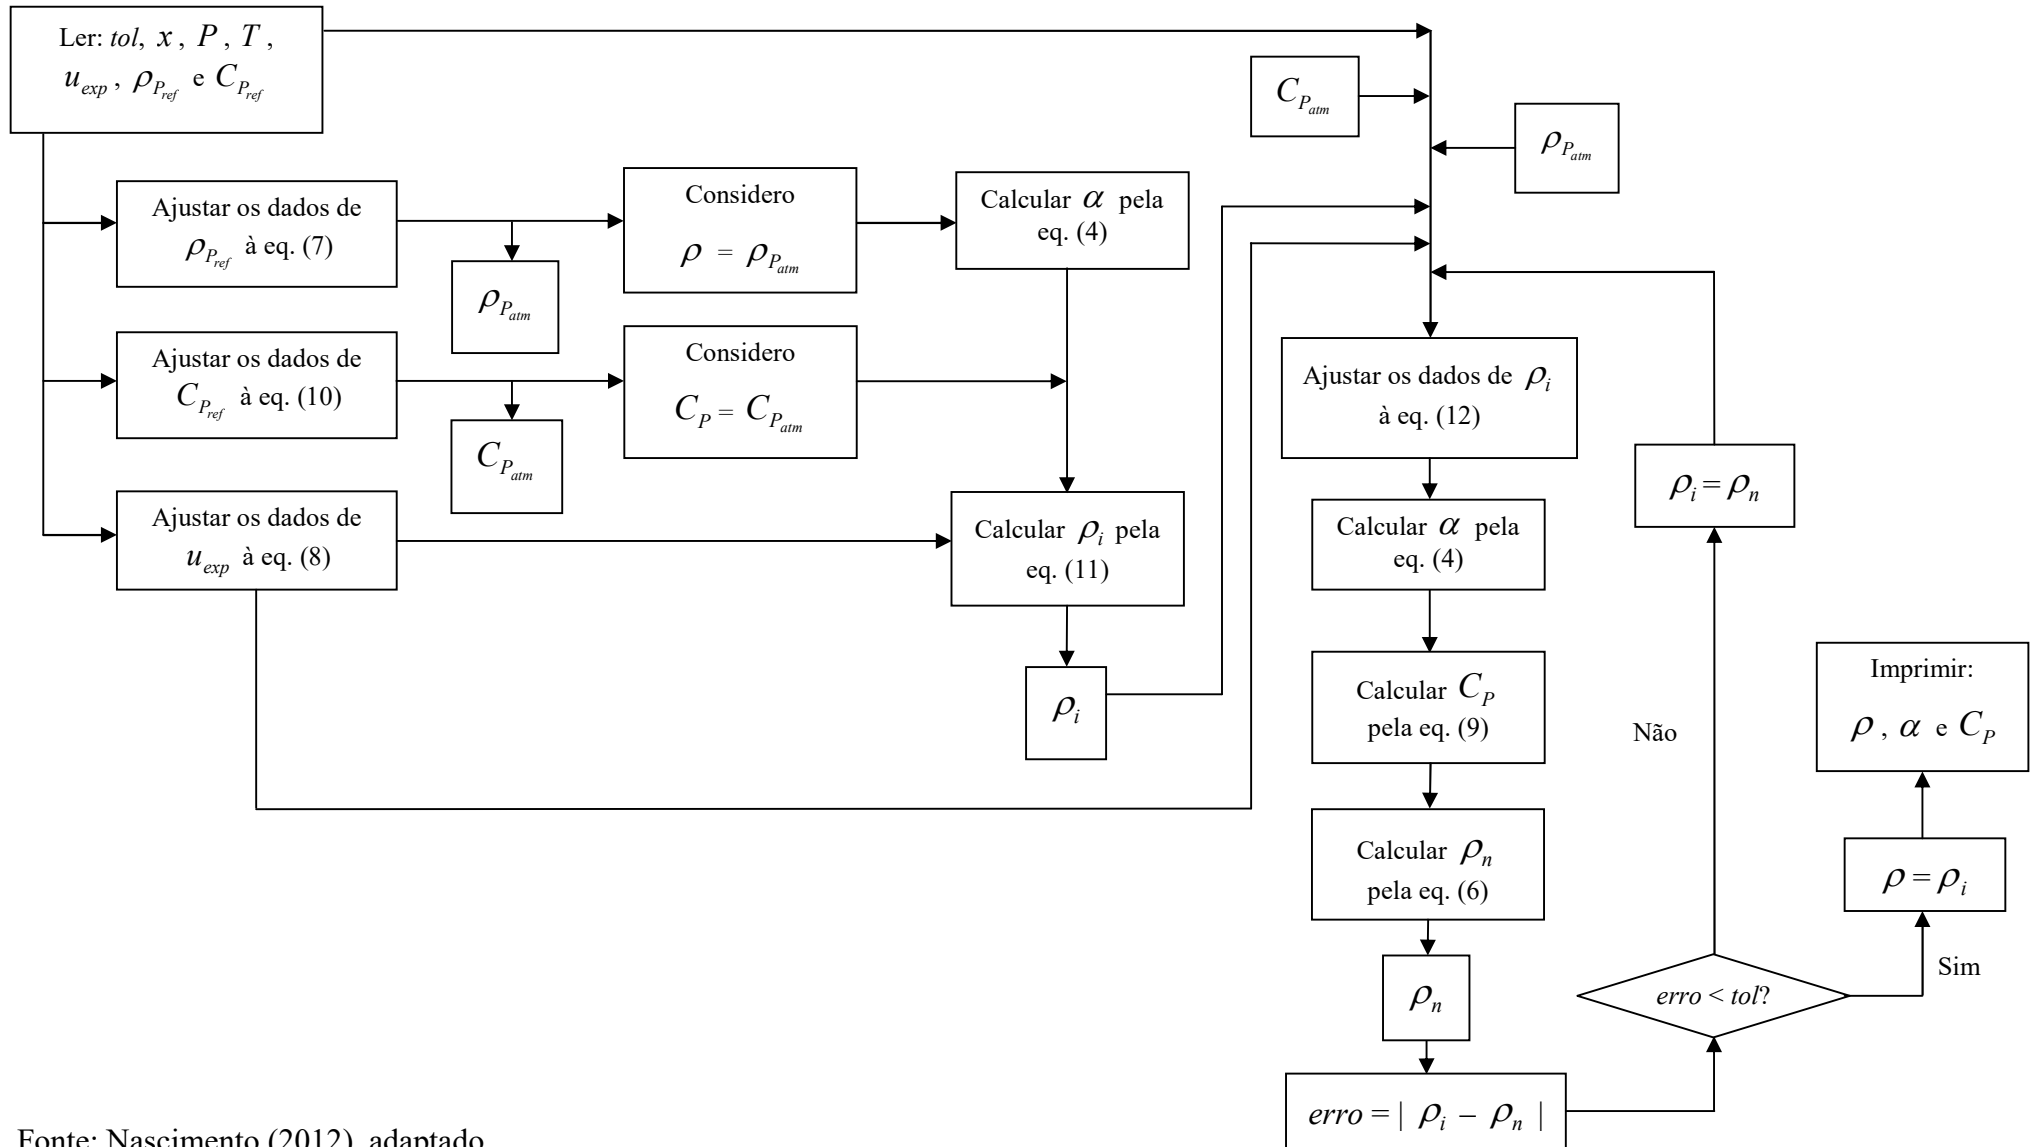 Ler: tol, x , P , T ,
u_exp , ρ_P_ref e C_P_ref
C_P_atm
ρ_P_atm
Ajustar os dados de
ρ_P_ref à eq. (7)
Considero
ρ = ρ_P_atm
Calcular α pela
eq. (4)
ρ_P_atm
Ajustar os dados de
C_P_ref à eq. (10)
Considero
C_P = C_P_atm
C_P_atm
Ajustar os dados de
u_exp à eq. (8)
Calcular ρ_i pela
eq. (11)
ρ_i
Ajustar os dados de ρ_i
à eq. (12)
Calcular α pela
eq. (4)
Calcular C_P
pela eq. (9)
Calcular ρ_n
pela eq. (6)
ρ_n
erro = | ρ_i − ρ_n |
erro < tol?
Não
ρ_i = ρ_n
Sim
ρ = ρ_i
Imprimir:
ρ , α e C_P
Fonte: Nascimento (2012), adaptado